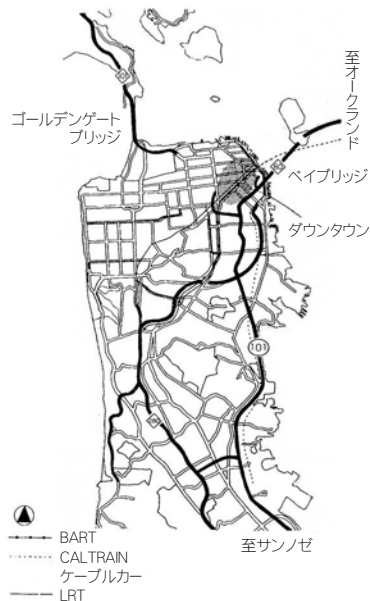 至オークランド
ゴールデンゲート
ブリッジ
ベイブリッジ
ダウンタウン
101
至サンノゼ
BART
CALTRAIN
ケーブルカー
LRT